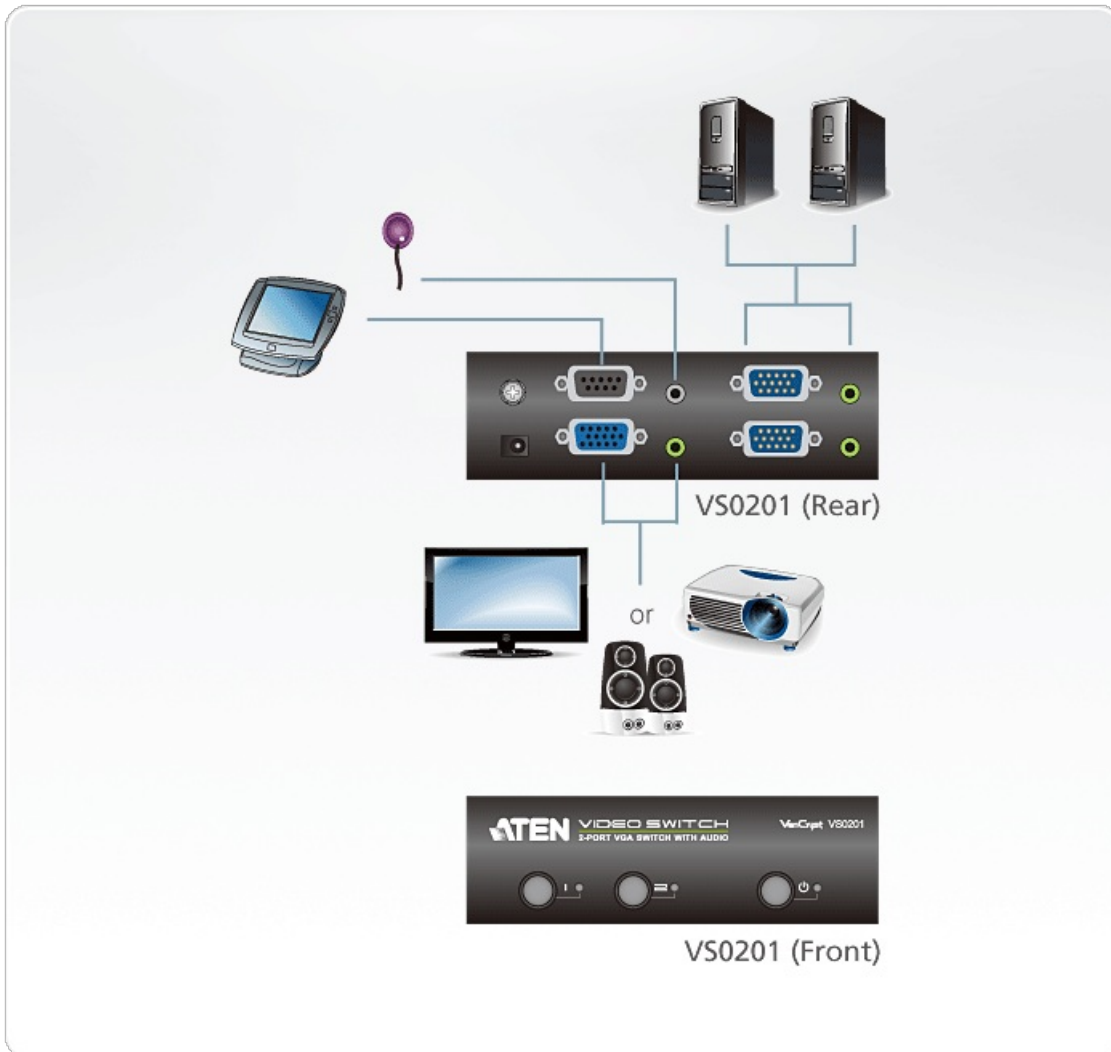 VS0201 (Rear)
or
ATEN VIDEO SWITCH
2-PORT VGA SWITCH WITH AUDIO
VanCryst VS0201
1
2
VS0201 (Front)